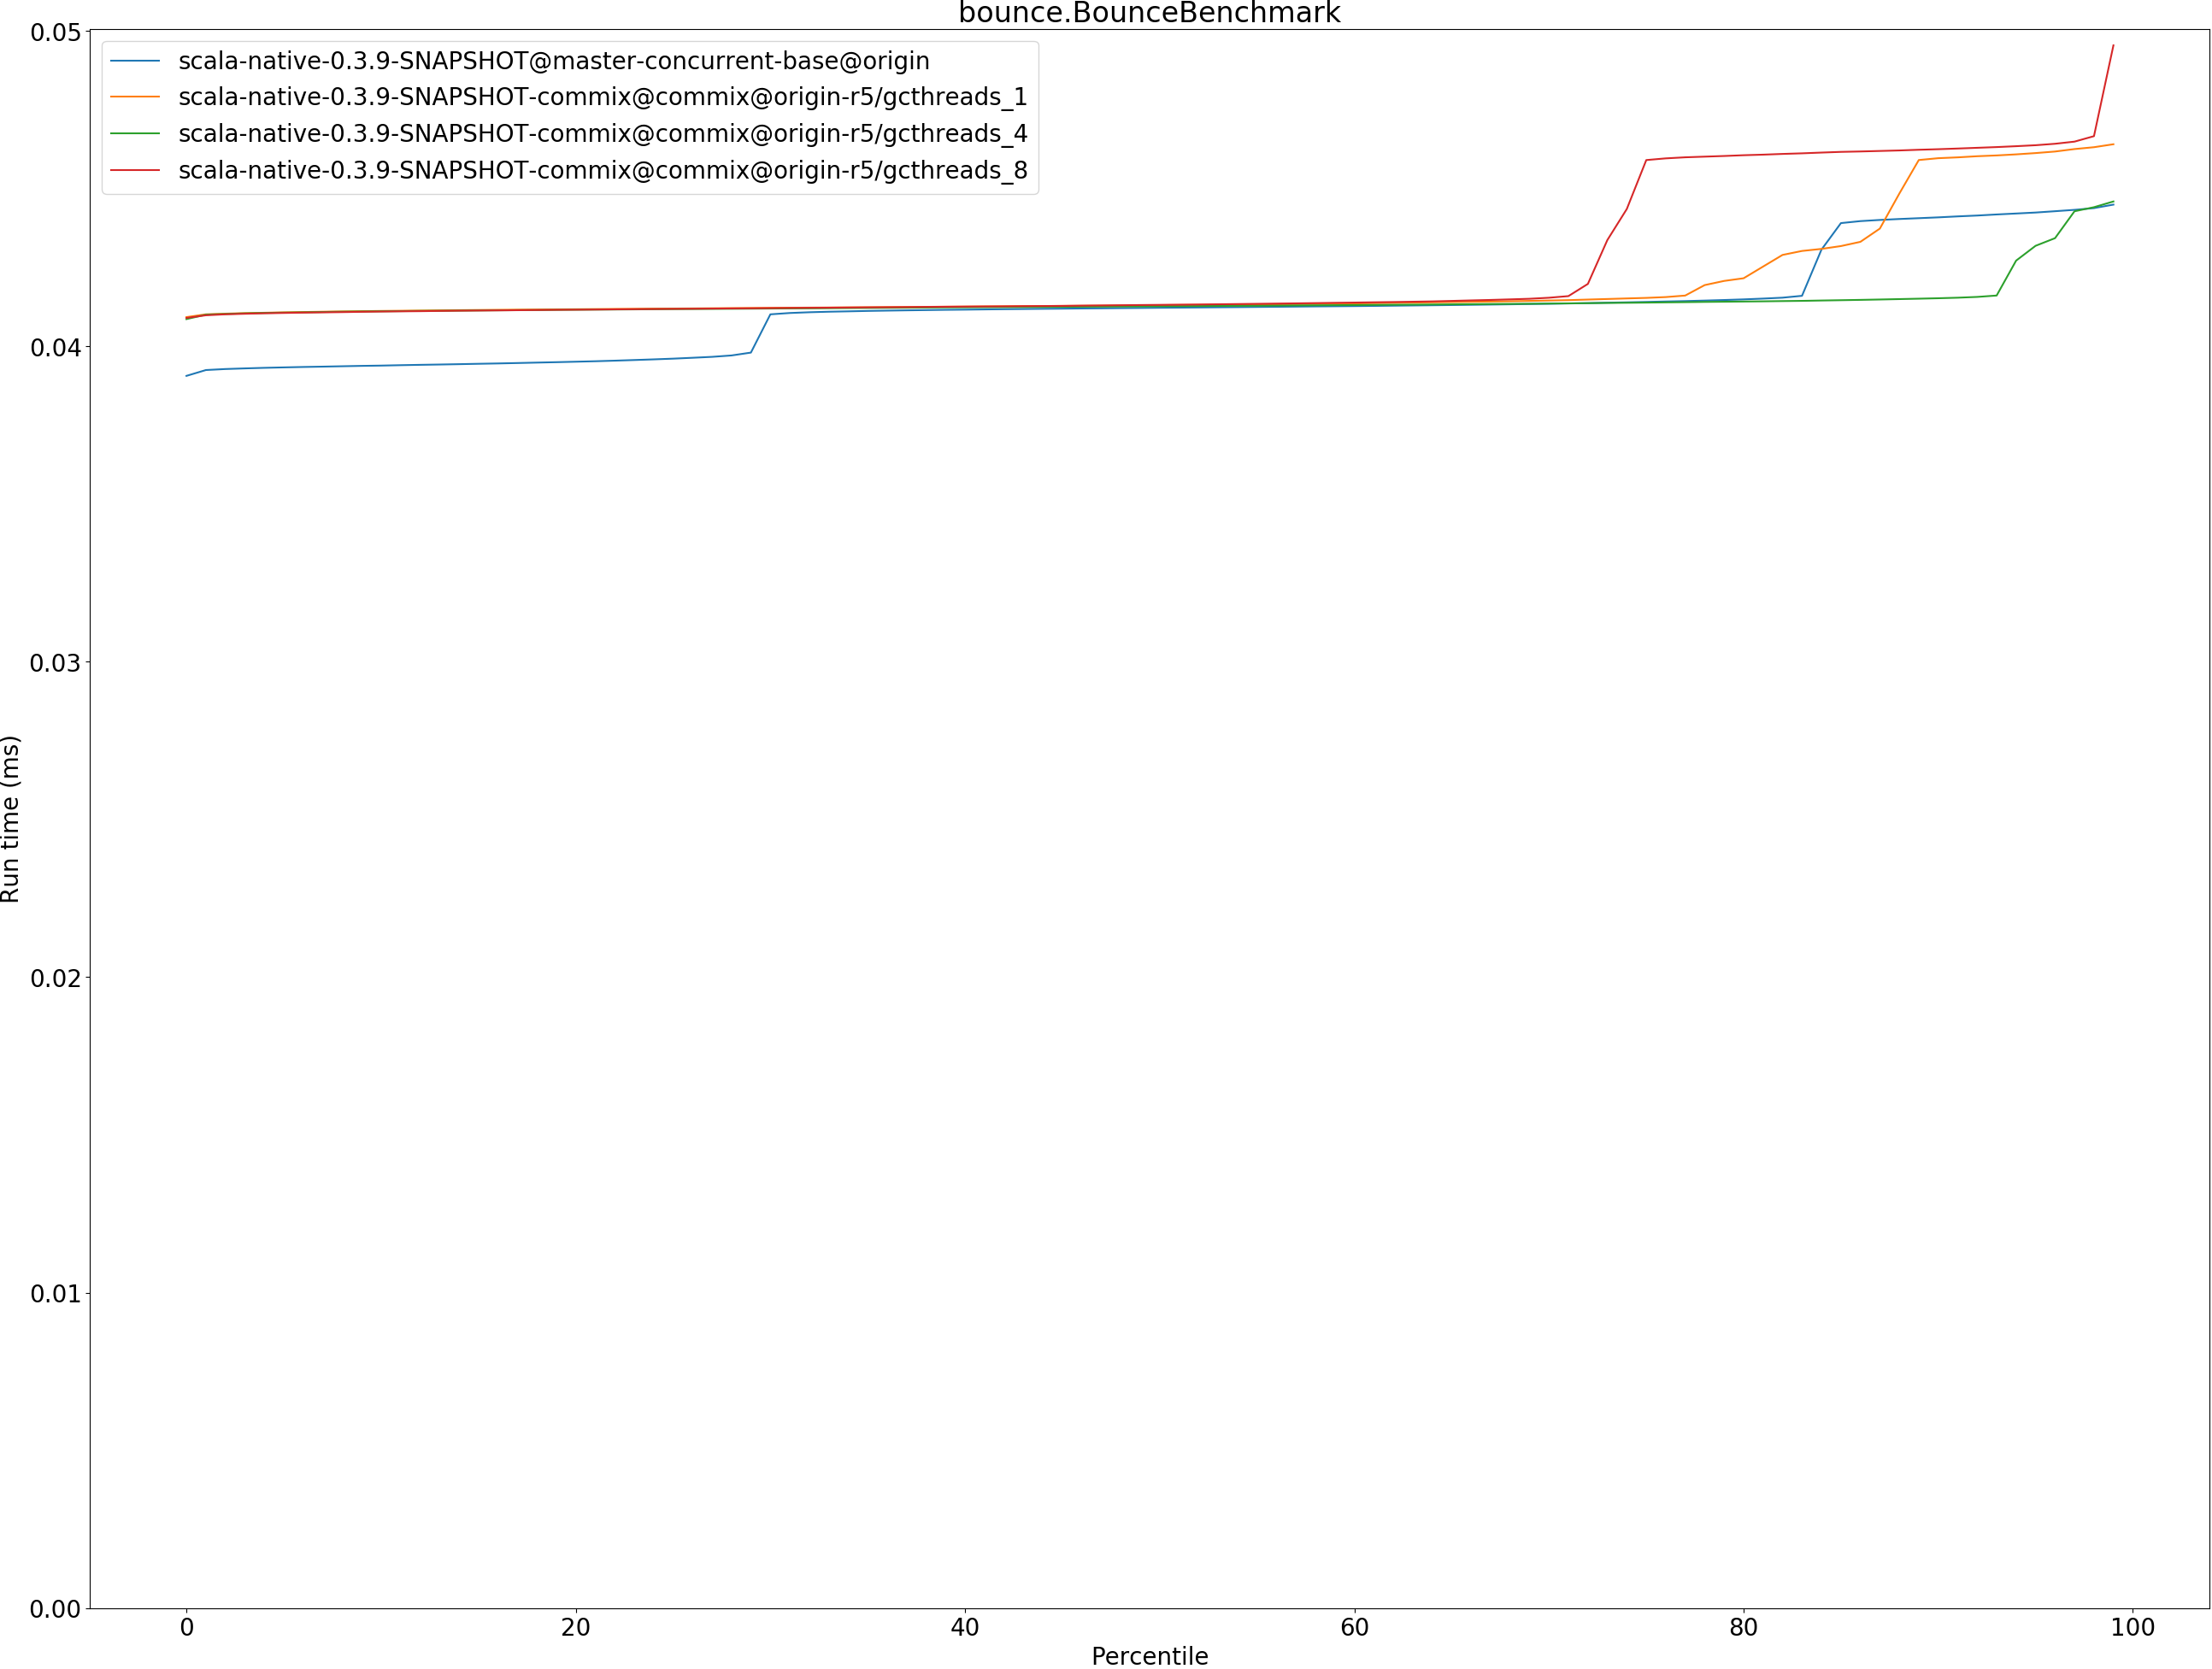 bounce.BounceBenchmark
scala-native-0.3.9-SNAPSHOT@master-concurrent-base@origin
scala-native-0.3.9-SNAPSHOT-commix@commix@origin-r5/gcthreads_1
scala-native-0.3.9-SNAPSHOT-commix@commix@origin-r5/gcthreads_4
scala-native-0.3.9-SNAPSHOT-commix@commix@origin-r5/gcthreads_8
0.05
0.04
0.03
0.02
0.01
0.00
Run time (ms)
0 20 40 60 80 100
Percentile